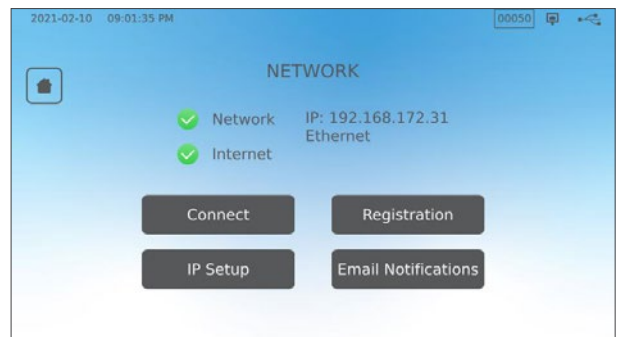 2021-02-10 09:01:35 PM 00050
NETWORK
Network IP: 192.168.172.31
Ethernet
Internet
Connect Registration
IP Setup Email Notifications